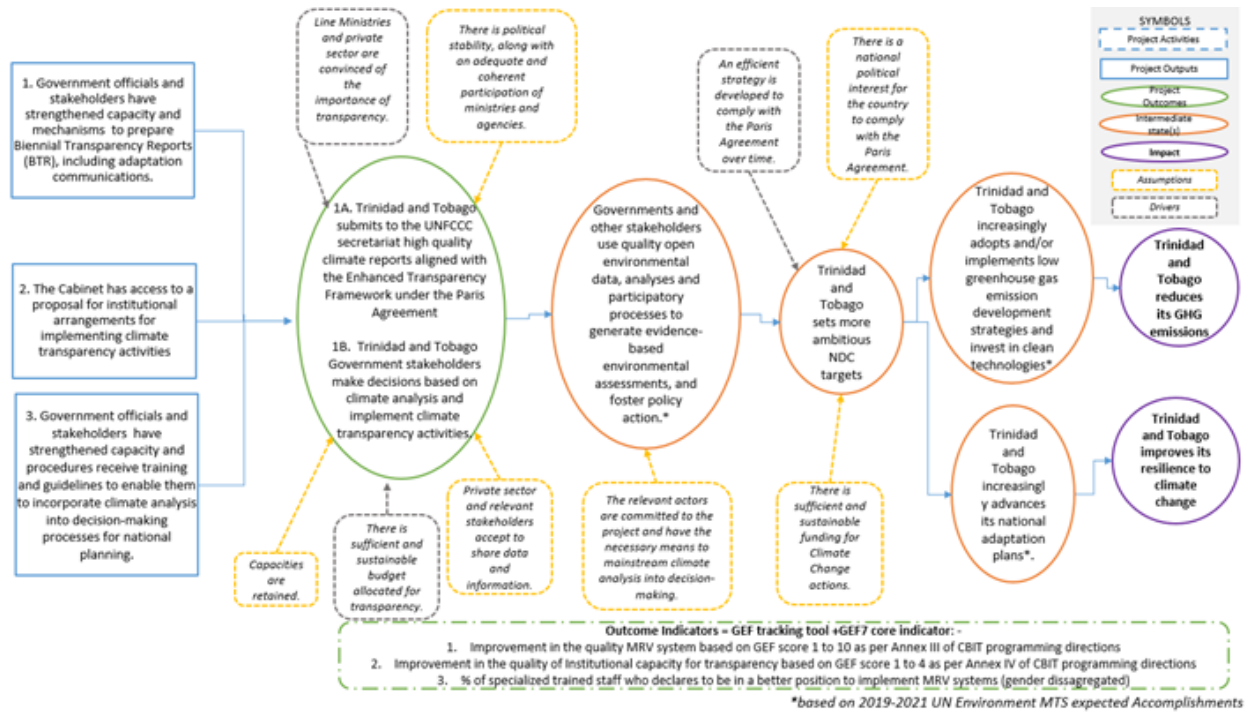 1. Government officials and
stakeholders have
strengthened capacity and
mechanisms to prepare
Biennial Transparency Reports
(BTR), including adaptation
communications.
2. The Cabinet has access to a
proposal for institutional
arrangements for
implementing climate
transparency activities
3. Government officials and
stakeholders have
strengthened capacity and
procedures receive training
and guidelines to enable them
to incorporate climate analysis
into decision-making
processes for national
planning.
Line Ministries
and private
sector are
convinced of
the
importance of
transparency.
There is political
stability, along with
an adequate and
coherent
participation of
ministries and
agencies.
1A. Trinidad and Tobago
submits to the UNFCCC
secretariat high quality
climate reports aligned with
the Enhanced Transparency
Framework under the Paris
Agreement
1B. Trinidad and Tobago
Government stakeholders
make decisions based on
climate analysis and
implement climate
transparency activities.
Capacities
are
retained.
There is
sufficient and
sustainable
budget
allocated for
transparency.
Private sector
and relevant
stakeholders
accept to
share data
and
information.
Governments and
other stakeholders
use quality open
environmental
data, analyses and
participatory
processes to
generate evidence-
based
environmental
assessments, and
foster policy
action.*
The relevant actors
are committed to the
project and have the
necessary means to
mainstream climate
analysis into decision-
making.
An efficient
strategy is
developed to
comply with
the Paris
Agreement
over time.
There is a
national
political
interest for
the country
to comply
with the
Paris
Agreement.
Trinidad
and
Tobago
sets more
ambitious
NDC
targets
There is
sufficient and
sustainable
funding for
Climate
Change
actions.
Trinidad and
Tobago
increasingly
adopts and/or
implements low
greenhouse gas
emission
development
strategies and
invest in clean
technologies*
Trinidad
and
Tobago
increasingl
y advances
its national
adaptation
plans*.
Trinidad
and
Tobago
reduces
its GHG
emissions
Trinidad
and Tobago
improves its
resilience to
climate
change
SYMBOLS
Project Activities
Project Outputs
Project
Outcomes
Intermediate
state(s)
Impact
Assumptions
Drivers
Outcome Indicators = GEF tracking tool +GEF7 core indicator: -
1. Improvement in the quality MRV system based on GEF score 1 to 10 as per Annex III of CBIT programming directions
2. Improvement in the quality of Institutional capacity for transparency based on GEF score 1 to 4 as per Annex IV of CBIT programming directions
3. % of specialized trained staff who declares to be in a better position to implement MRV systems (gender disagregated)
*based on 2019-2021 UN Environment MTS expected Accomplishments